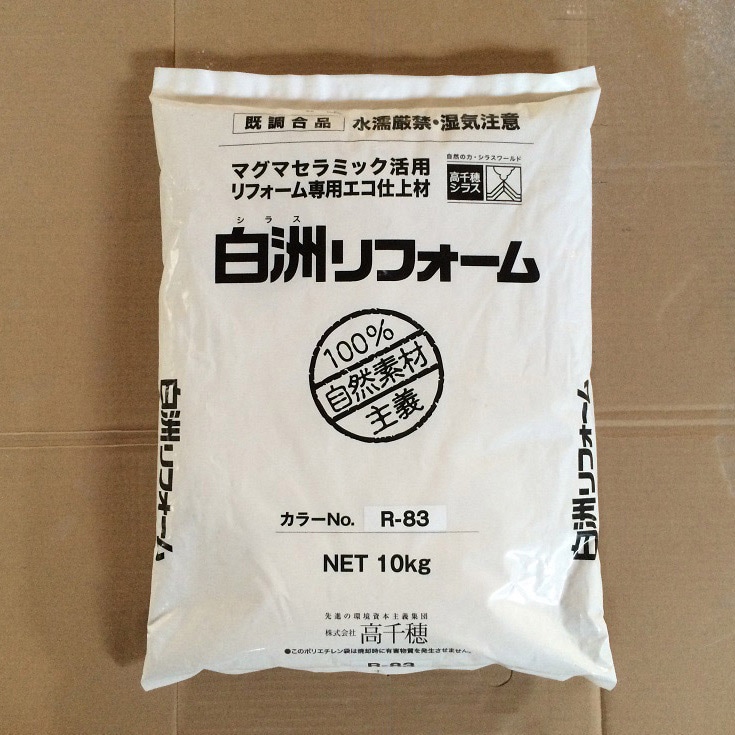 既調合品 水濡厳禁・湿気注意
マグマセラミック活用
リフォーム専用エコ仕上材
自然の力・シラスワールド
高千穂
シラス
シラス
白洲リフォーム
100%
自然素材
主義
白洲リフォーム
白洲リフォーム
カラーNo. R-83
NET 10kg
先進の環境資本主義集団
株式会社 高千穂
●このポリエチレン袋は焼却時に有害物質を発生させません。
R-83